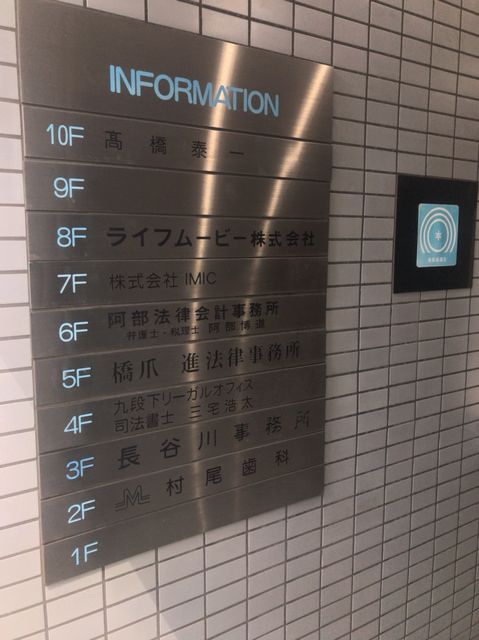 INFORMATION
10F 髙橋泰一
9F
8F ライフムービー株式会社
7F 株式会社IMIC
6F 阿部法律会計事務所
弁護士・税理士 阿部博道
5F 橋爪 進法律事務所
4F 九段下リーガルオフィス
司法書士 三宅浩太
3F 長谷川事務所
2F M 村尾歯科
1F